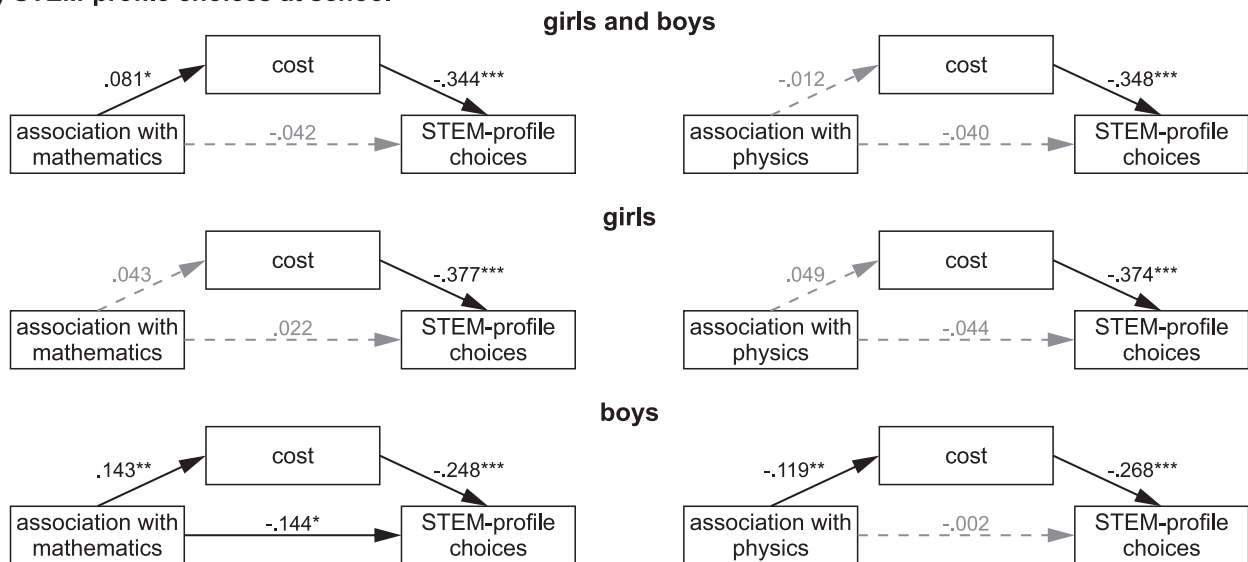 STEM-profile choices at school
girls and boys
cost
.081*
-.344***
association with
mathematics
-.042
STEM-profile
choices
cost
-.012
-.348***
association with
physics
-.040
STEM-profile
choices
girls
cost
.043
-.377***
association with
mathematics
.022
STEM-profile
choices
cost
.049
-.374***
association with
physics
-.044
STEM-profile
choices
boys
cost
.143**
-.248***
association with
mathematics
-.144*
STEM-profile
choices
cost
-.119**
-.268***
association with
physics
-.002
STEM-profile
choices